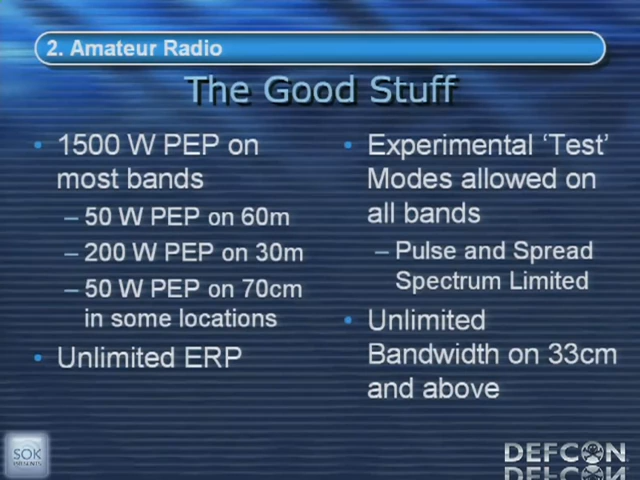 2. Amateur Radio
The Good Stuff
• 1500 W PEP on
most bands
– 50 W PEP on 60m
– 200 W PEP on 30m
– 50 W PEP on 70cm
in some locations
• Unlimited ERP
• Experimental ‘Test’
Modes allowed on
all bands
– Pulse and Spread
Spectrum Limited
• Unlimited
Bandwidth on 33cm
and above
SOK
PRESENTS
DEFCON